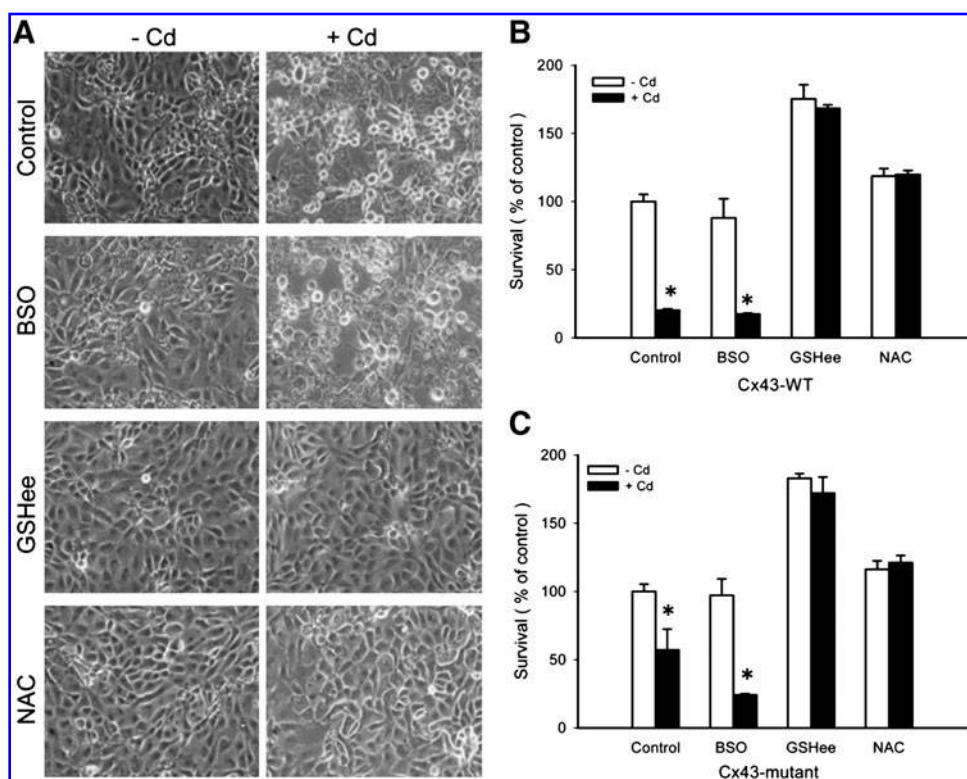 A
- Cd
+ Cd
Control
BSO
GSHee
NAC
B
200
150
100
50
0
Survival ( % of control)
- Cd
+ Cd
*
*
Control
BSO
GSHee
NAC
Cx43-WT
C
200
150
100
50
0
Survival ( % of control)
- Cd
+ Cd
*
*
Control
BSO
GSHee
NAC
Cx43-mutant